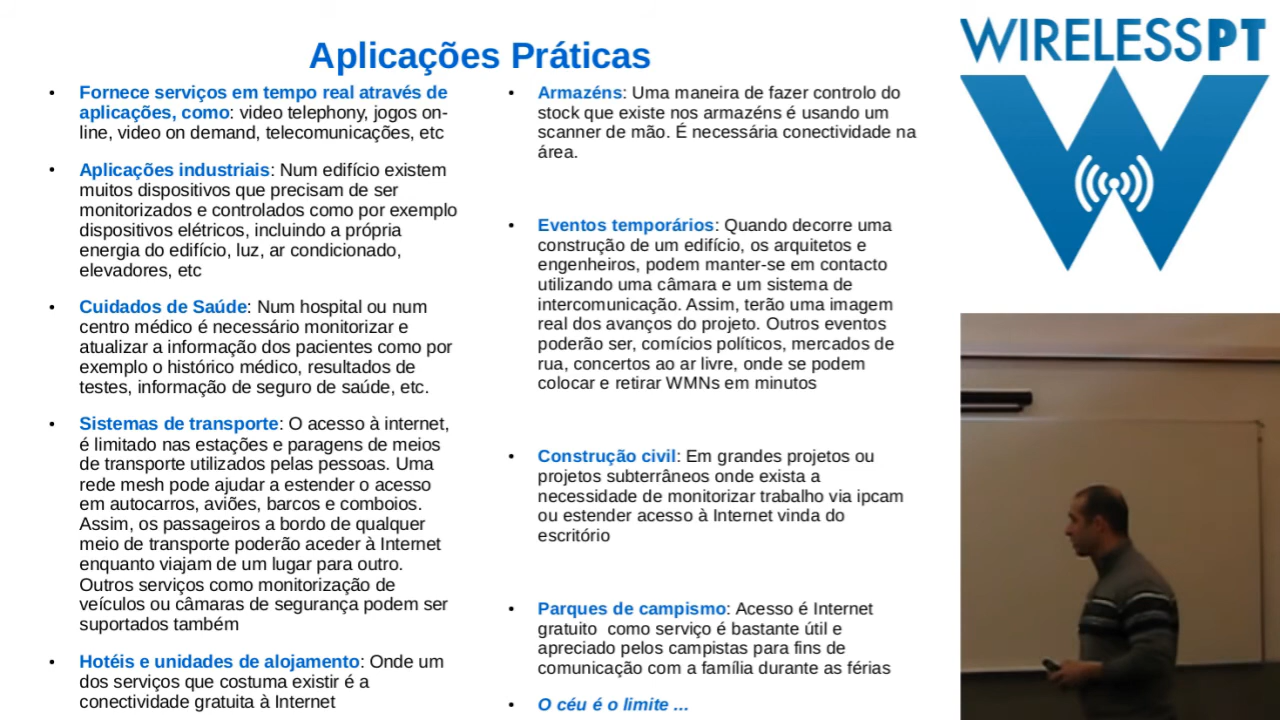 Aplicações Práticas
• Fornece serviços em tempo real através de
aplicações, como: video telephony, jogos on-
line, video on demand, telecomunicações, etc
• Aplicações industriais: Num edifício existem
muitos dispositivos que precisam de ser
monitorizados e controlados como por exemplo
dispositivos elétricos, incluindo a própria
energia do edifício, luz, ar condicionado,
elevadores, etc
• Cuidados de Saúde: Num hospital ou num
centro médico é necessário monitorizar e
atualizar a informação dos pacientes como por
exemplo o histórico médico, resultados de
testes, informação de seguro de saúde, etc.
• Sistemas de transporte: O acesso à internet,
é limitado nas estações e paragens de meios
de transporte utilizados pelas pessoas. Uma
rede mesh pode ajudar a estender o acesso
em autocarros, aviões, barcos e comboios.
Assim, os passageiros a bordo de qualquer
meio de transporte poderão aceder à Internet
enquanto viajam de um lugar para outro.
Outros serviços como monitorização de
veículos ou câmaras de segurança podem ser
suportados também
• Hotéis e unidades de alojamento: Onde um
dos serviços que costuma existir é a
conectividade gratuita à Internet
• Armazéns: Uma maneira de fazer controlo do
stock que existe nos armazéns é usando um
scanner de mão. É necessária conectividade na
área.
• Eventos temporários: Quando decorre uma
construção de um edifício, os arquitetos e
engenheiros, podem manter-se em contacto
utilizando uma câmara e um sistema de
intercomunicação. Assim, terão uma imagem
real dos avanços do projeto. Outros eventos
poderão ser, comícios políticos, mercados de
rua, concertos ao ar livre, onde se podem
colocar e retirar WMNs em minutos
• Construção civil: Em grandes projetos ou
projetos subterrâneos onde exista a
necessidade de monitorizar trabalho via ipcam
ou estender acesso à Internet vinda do
escritório
• Parques de campismo: Acesso é Internet
gratuito  como serviço é bastante útil e
apreciado pelos campistas para fins de
comunicação com a família durante as férias
• O céu é o limite ...
WIRELESSPT